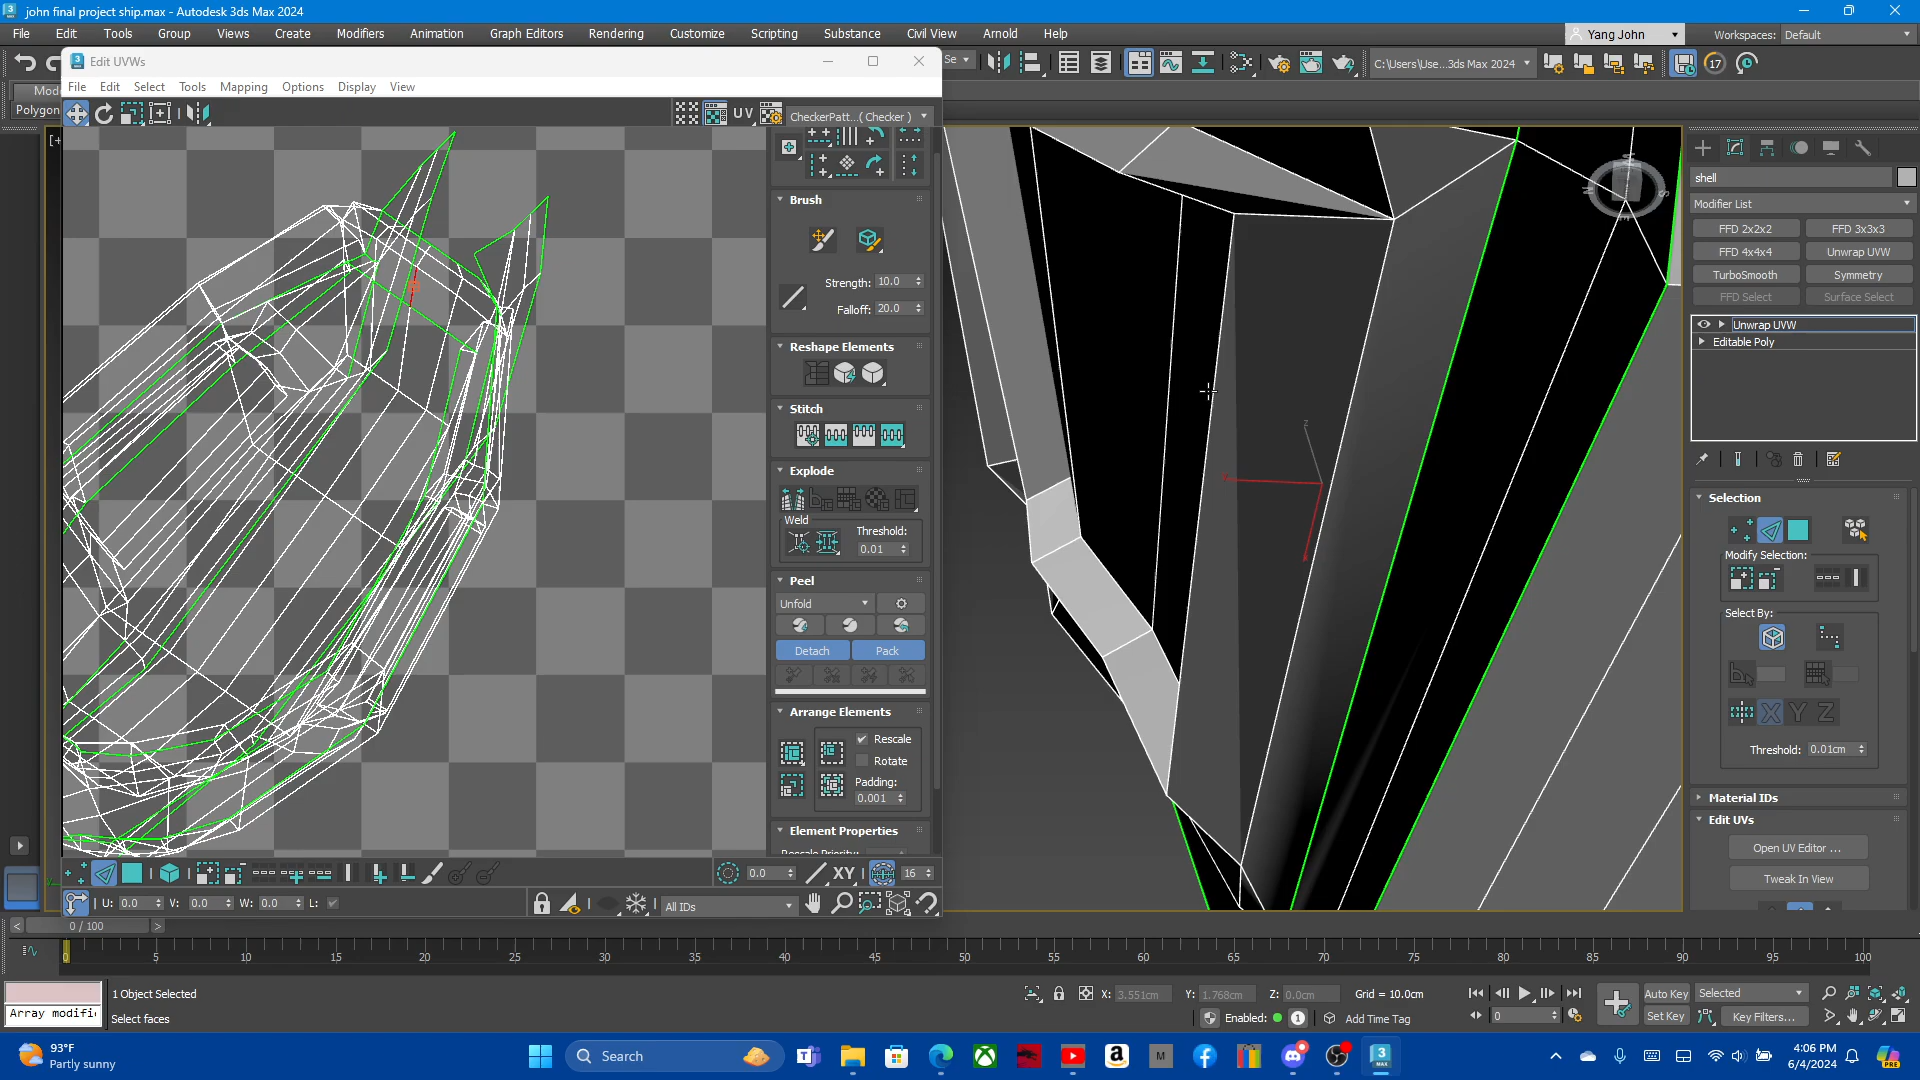 john final project ship.max - Autodesk 3ds Max 2024
File Edit Tools Group Views Create Modifiers Animation Graph Editors Rendering Customize Scripting Substance Civil View Arnold Help
Yang John
Workspaces: Default
Edit UVWs
Se
C:\Users\Use...3ds Max 2024
17
File Edit Select Tools Mapping Options Display View
Mod
Polygon
UV
CheckerPatt...( Checker )
[+
Brush
Strength: 10.0
Falloff: 20.0
Reshape Elements
Stitch
Explode
Weld
Threshold:
0.01
Peel
Unfold
Detach
Pack
Arrange Elements
Rescale
Rotate
Padding:
0.001
Element Properties
Rescale Priority:
0.0
XY
16
U: 0.0 V: 0.0 W: 0.0 L:
All IDs
shell
Modifier List
FFD 2x2x2
FFD 3x3x3
FFD 4x4x4
Unwrap UVW
TurboSmooth
Symmetry
FFD Select
Surface Select
Unwrap UVW
Editable Poly
Selection
Modify Selection:
Select By:
X Y Z
Threshold: 0.01cm
Material IDs
Edit UVs
Open UV Editor ...
Tweak In View
< 0 / 100 >
0 5 10 15 20 25 30 35 40 45 50 55 60 65 70 75 80 85 90 95 100
1 Object Selected
Array modifi
Select faces
X: 3.551cm
Y: 1.768cm
Z: 0.0cm
Grid = 10.0cm
Enabled:
1
Add Time Tag
0
Auto Key
Selected
Set Key
Key Filters...
93°F
Partly sunny
Search
4:06 PM
6/4/2024